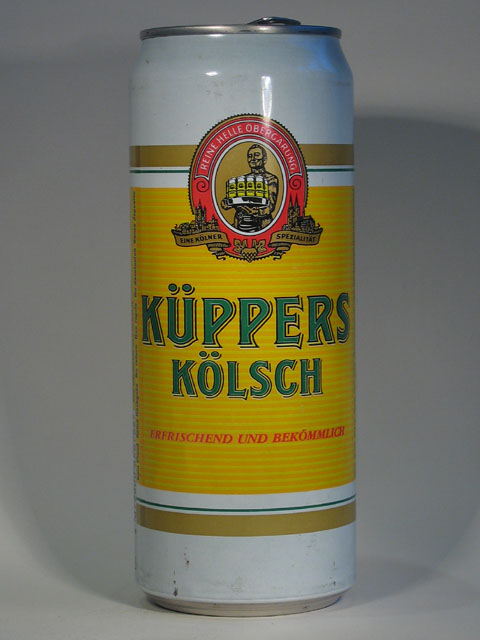 REINE HELLE OBERGÄRUNG
EINE KÖLNER SPEZIALITÄT
KÜPPERS
KÖLSCH
ERFRISCHEND UND BEKÖMMLICH